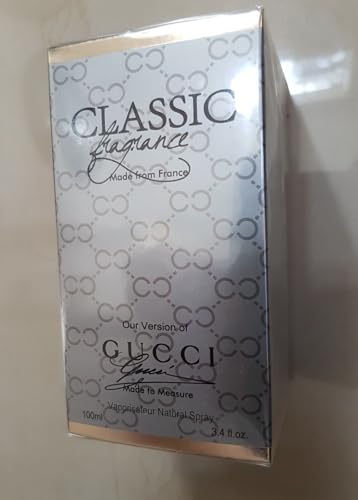 CLASSIC
fragrance
Made from France
Our Version of
GUCCI
Gucci
Made to Measure
Vaporisateur Natural Spray
100ml 3.4 fl.oz.